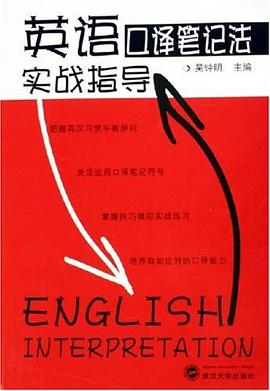 英语口译笔记法
实战指导
吴钟明 主编
把握英汉习惯平衡原则
灵活运用口译笔记符号
掌握技巧模拟实战练习
培养自如应对的口译能力
ENGLISH
INTERPRETATION
武汉大学出版社